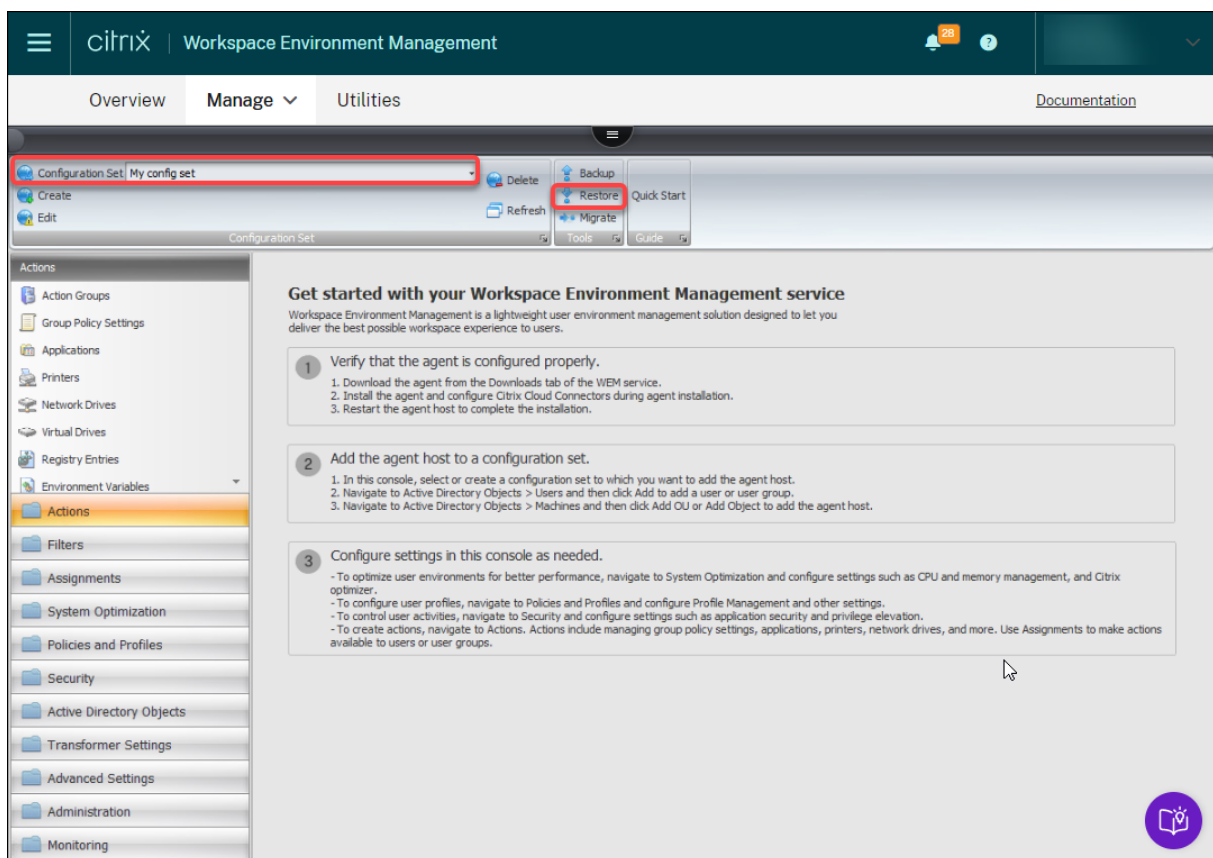 citrix | Workspace Environment Management
28
?
Overview
Manage
Utilities
Documentation
Configuration Set My config set
Create
Edit
Delete
Refresh
Configuration Set
Backup
Restore
Migrate
Tools
Quick Start
Guide
Actions
Action Groups
Group Policy Settings
Applications
Printers
Network Drives
Virtual Drives
Registry Entries
Environment Variables
Actions
Filters
Assignments
System Optimization
Policies and Profiles
Security
Active Directory Objects
Transformer Settings
Advanced Settings
Administration
Monitoring
Get started with your Workspace Environment Management service
Workspace Environment Management is a lightweight user environment management solution designed to let you
deliver the best possible workspace experience to users.
1
Verify that the agent is configured properly.
1. Download the agent from the Downloads tab of the WEM service.
2. Install the agent and configure Citrix Cloud Connectors during agent installation.
3. Restart the agent host to complete the installation.
2
Add the agent host to a configuration set.
1. In this console, select or create a configuration set to which you want to add the agent host.
2. Navigate to Active Directory Objects > Users and then click Add to add a user or user group.
3. Navigate to Active Directory Objects > Machines and then click Add OU or Add Object to add the agent host.
3
Configure settings in this console as needed.
- To optimize user environments for better performance, navigate to System Optimization and configure settings such as CPU and memory management, and Citrix
optimizer.
- To configure user profiles, navigate to Policies and Profiles and configure Profile Management and other settings.
- To control user activities, navigate to Security and configure settings such as application security and privilege elevation.
- To create actions, navigate to Actions. Actions include managing group policy settings, applications, printers, network drives, and more. Use Assignments to make actions
available to users or user groups.